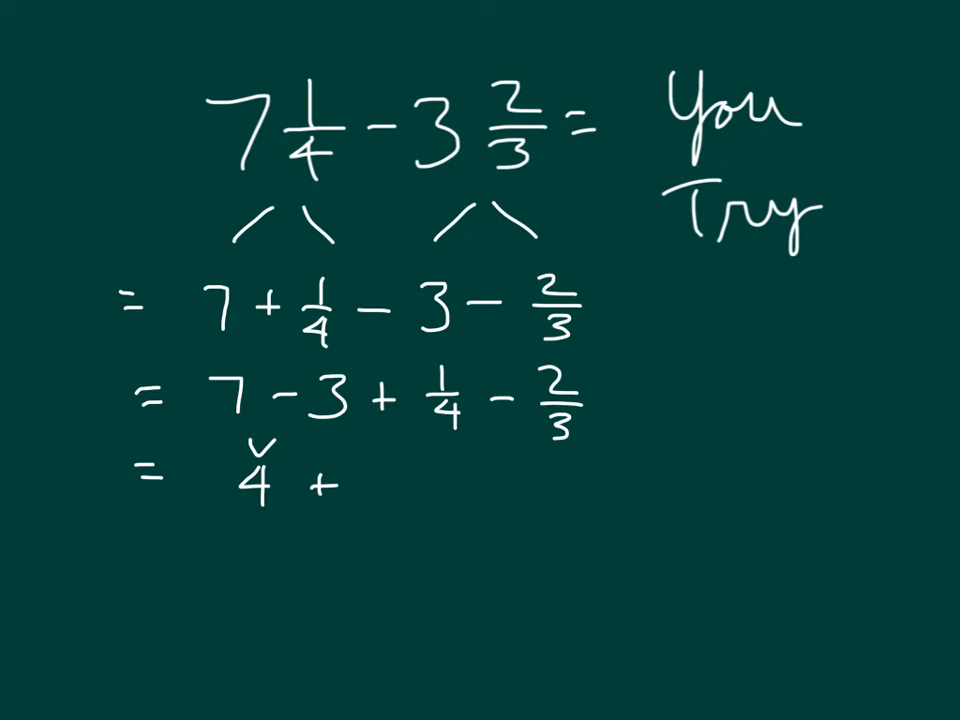 7 1/4 - 3 2/3 = You
Try
= 7 + 1/4 - 3 - 2/3
= 7 - 3 + 1/4 - 2/3
= 4 +